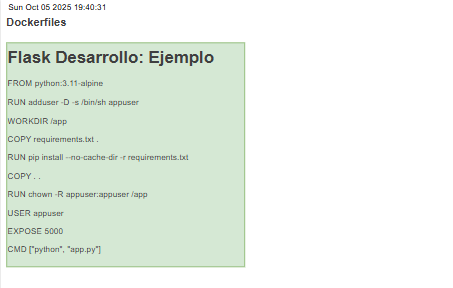 Sun Oct 05 2025 19:40:31
Dockerfiles
Flask Desarrollo: Ejemplo
FROM python:3.11-alpine
RUN adduser -D -s /bin/sh appuser
WORKDIR /app
COPY requirements.txt .
RUN pip install --no-cache-dir -r requirements.txt
COPY . .
RUN chown -R appuser:appuser /app
USER appuser
EXPOSE 5000
CMD ["python", "app.py"]